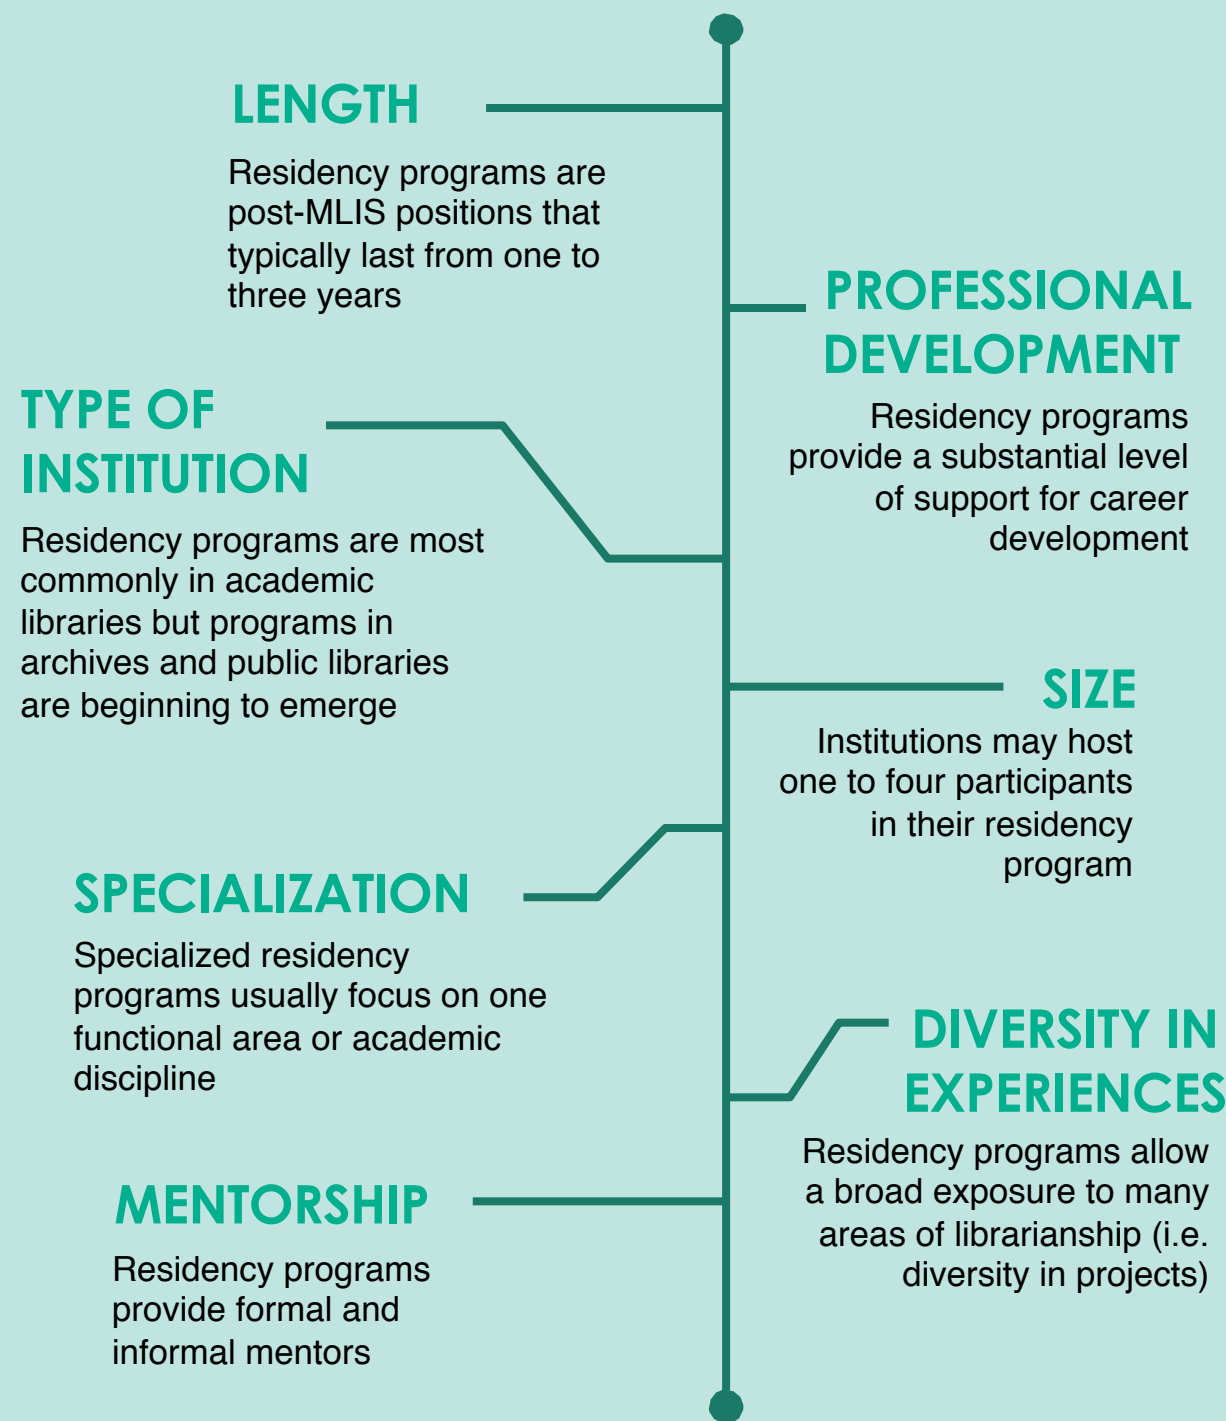 LENGTH
Residency programs are
post-MLIS positions that
typically last from one to
three years
PROFESSIONAL
DEVELOPMENT
Residency programs
provide a substantial level
of support for career
development
TYPE OF
INSTITUTION
Residency programs are most
commonly in academic
libraries but programs in
archives and public libraries
are beginning to emerge
SIZE
Institutions may host
one to four participants
in their residency
program
SPECIALIZATION
Specialized residency
programs usually focus on one
functional area or academic
discipline
DIVERSITY IN
EXPERIENCES
Residency programs allow
a broad exposure to many
areas of librarianship (i.e.
diversity in projects)
MENTORSHIP
Residency programs
provide formal and
informal mentors